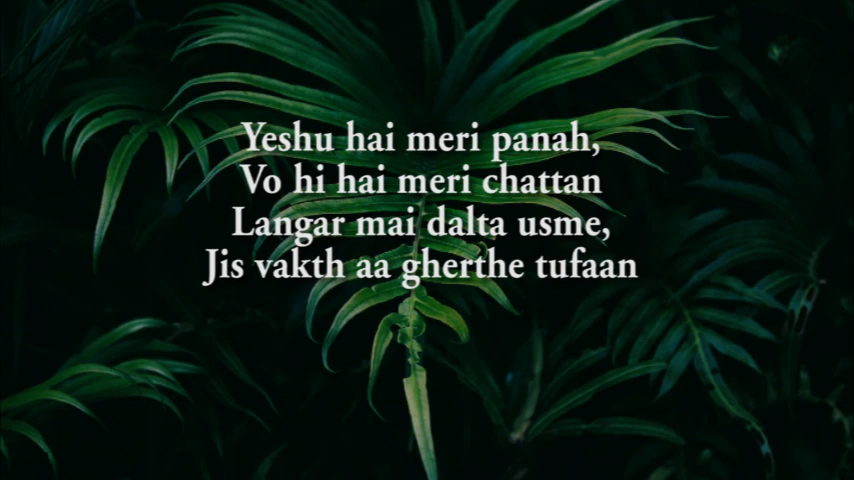 Yeshu hai meri panah,
Vo hi hai meri chattan
Langar mai dalta usme,
Jis vakth aa gherthe tufaan